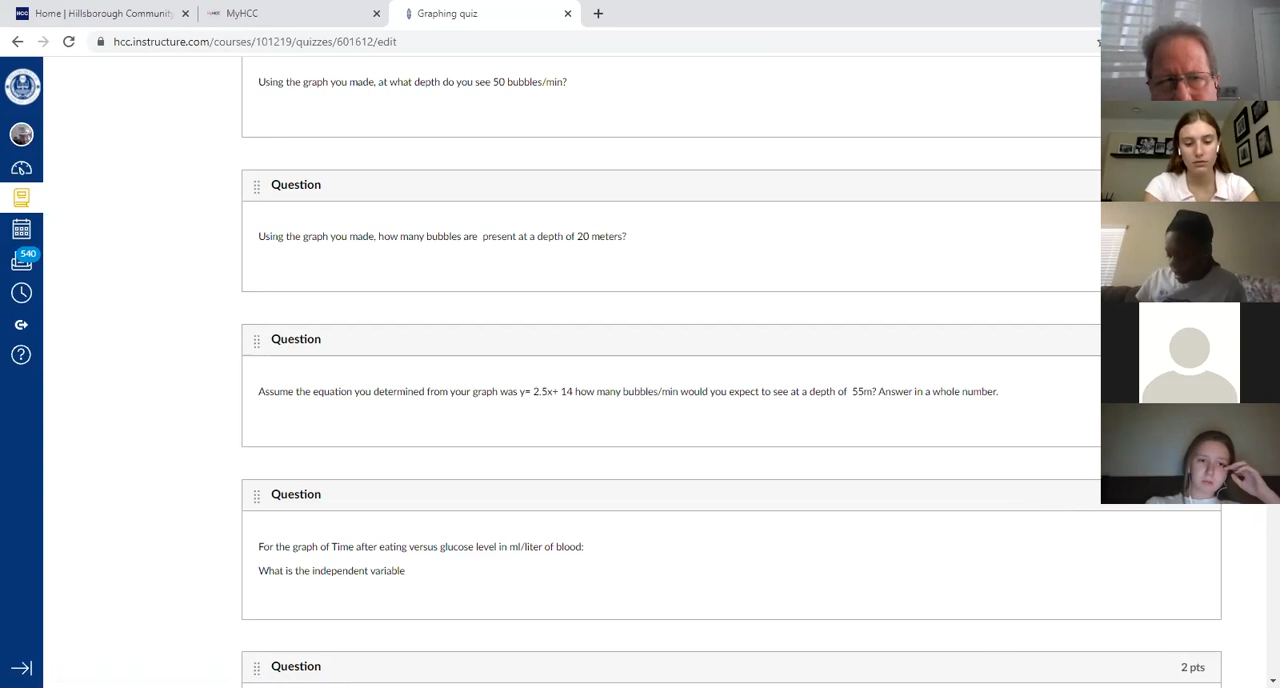 HCC Home | Hillsborough Community
MyHCC
Graphing quiz
hcc.instructure.com/courses/101219/quizzes/601612/edit
Using the graph you made, at what depth do you see 50 bubbles/min?
Question
Using the graph you made, how many bubbles are present at a depth of 20 meters?
540
Question
Assume the equation you determined from your graph was y= 2.5x+ 14 how many bubbles/min would you expect to see at a depth of 55m? Answer in a whole number.
Question
For the graph of Time after eating versus glucose level in ml/liter of blood:
What is the independent variable
Question
2 pts